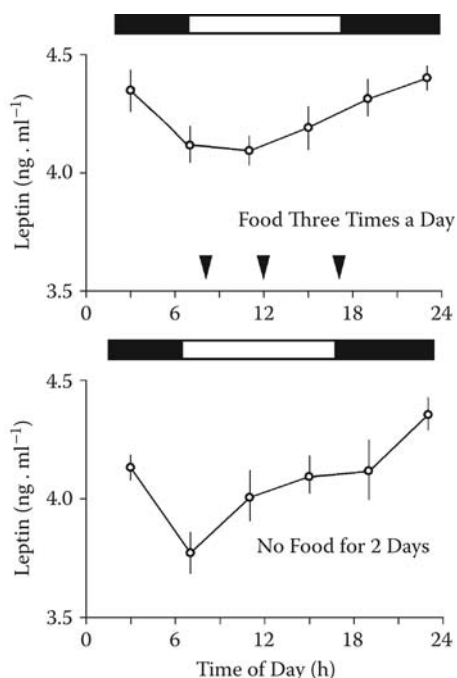 4.5
4.0
3.5
Leptin (ng . ml⁻¹)
Food Three Times a Day
0 6 12 18 24
4.5
4.0
3.5
Leptin (ng . ml⁻¹)
No Food for 2 Days
0 6 12 18 24
Time of Day (h)